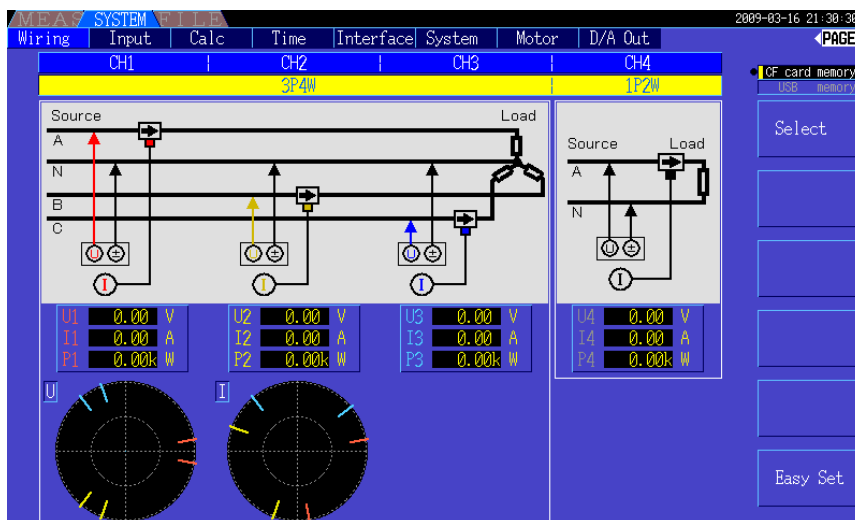 MEAS SYSTEM FILE 2009-03-16 21:30:30
Wiring Input Calc Time Interface System Motor D/A Out PAGE
CH1 CH2 CH3 CH4
3P4W 1P2W
CF card memory
USB memory
Source Load
A
N
B
C
U ± U ± U ±
I I I
Source Load
A
N
U ±
I
Select
U1 0.00 V U2 0.00 V U3 0.00 V U4 0.00 V
I1 0.00 A I2 0.00 A I3 0.00 A I4 0.00 A
P1 0.00k W P2 0.00k W P3 0.00k W P4 0.00k W
U I
Easy Set